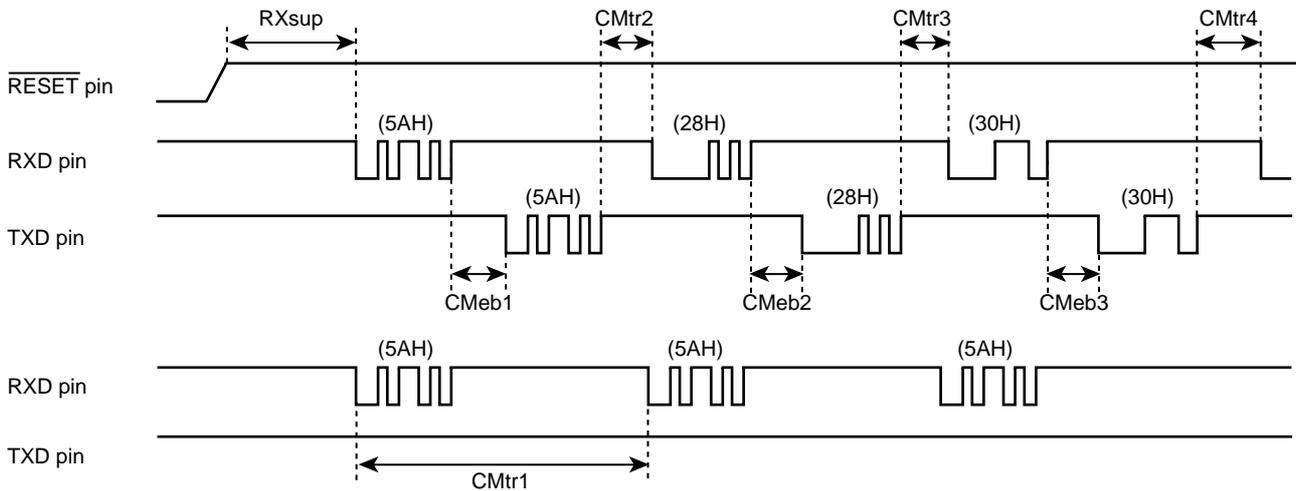 RXsup
CMtr2
CMtr3
CMtr4
RESET pin
(5AH)
(28H)
(30H)
RXD pin
(5AH)
(28H)
(30H)
TXD pin
CMeb1
CMeb2
CMeb3
(5AH)
(5AH)
(5AH)
RXD pin
TXD pin
CMtr1